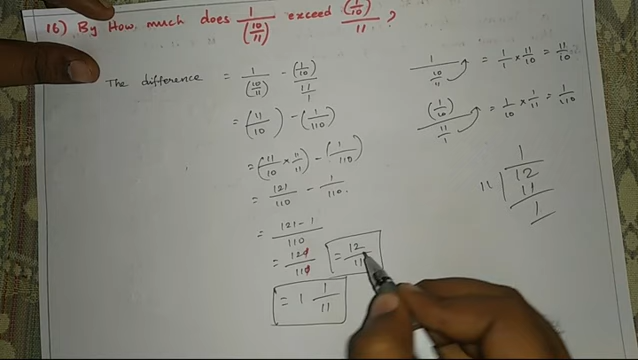 16) By How much does 1/(10/11) exceed (1/10)/11 ?
The difference = 1/(10/11) - (1/10)/(11/1)
= (11/10) - (1/110)
= (11/10 × 11/11) - (1/110)
= 121/110 - 1/110.
= 121 - 1/110
= 120/110 = 12/11
= 1 1/11
1/(10/11) = 1/1 × 11/10 = 11/10
(1/10)/(11/1) = 1/10 × 1/11 = 1/110
1
11 12
11
1